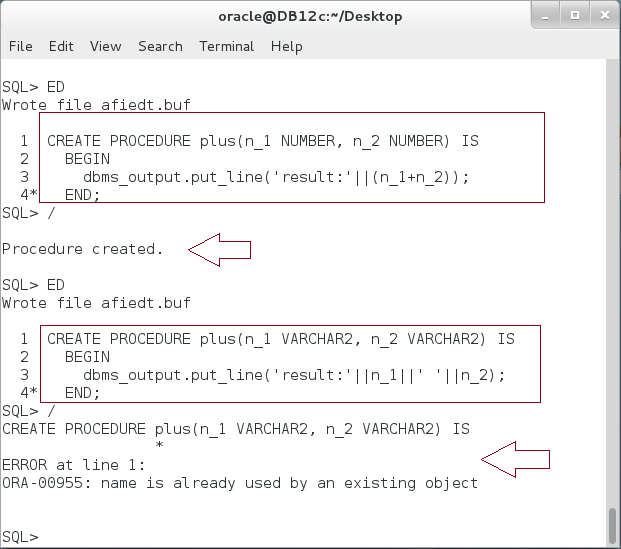 oracle@DB12c:~/Desktop
File Edit View Search Terminal Help
SQL> ED
Wrote file afiedt.buf
1 CREATE PROCEDURE plus(n_1 NUMBER, n_2 NUMBER) IS
2 BEGIN
3 dbms_output.put_line('result:'||(n_1+n_2));
4* END;
SQL> /
Procedure created.
SQL> ED
Wrote file afiedt.buf
1 CREATE PROCEDURE plus(n_1 VARCHAR2, n_2 VARCHAR2) IS
2 BEGIN
3 dbms_output.put_line('result:'||n_1||' '||n_2);
4* END;
SQL> /
CREATE PROCEDURE plus(n_1 VARCHAR2, n_2 VARCHAR2) IS
*
ERROR at line 1:
ORA-00955: name is already used by an existing object
SQL>